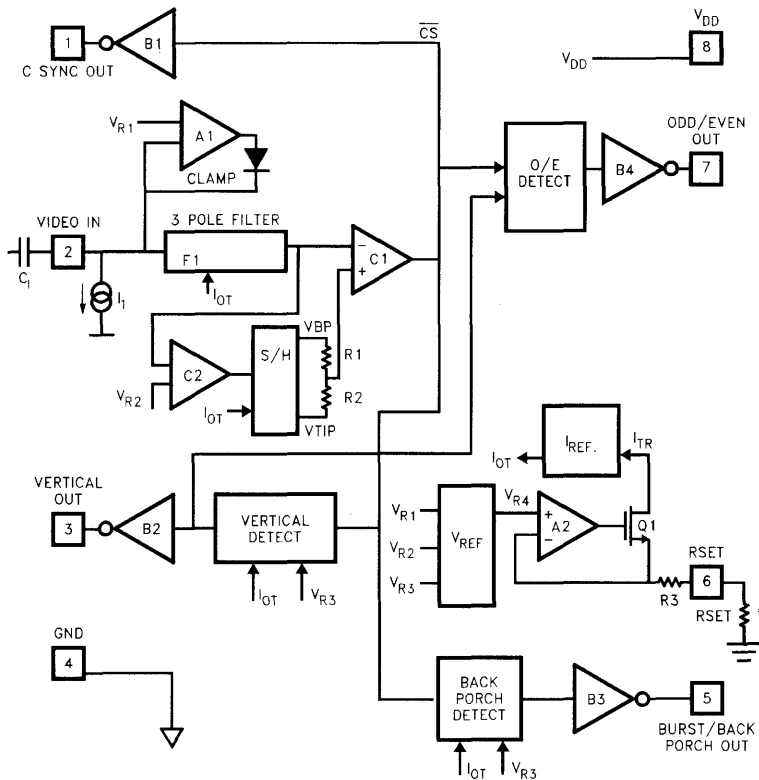 1
C SYNC OUT
B1
C̅S̅
V_DD
V_DD
8
V_R1
A1
CLAMP
O/E
DETECT
B4
ODD/EVEN
OUT
7
VIDEO IN
2
C_I
I_1
3 POLE FILTER
F1
I_OT
−
+
C1
C2
V_R2
S/H
I_OT
VBP
R1
R2
VTIP
VERTICAL
OUT
3
B2
VERTICAL
DETECT
I_OT
V_R3
I_OT
I_REF.
I_TR
V_R1
V_R2
V_R3
V_REF
V_R4
+
−
A2
Q1
R3
RSET
6
RSET
GND
4
BACK
PORCH
DETECT
I_OT
V_R3
B3
5
BURST/BACK
PORCH OUT